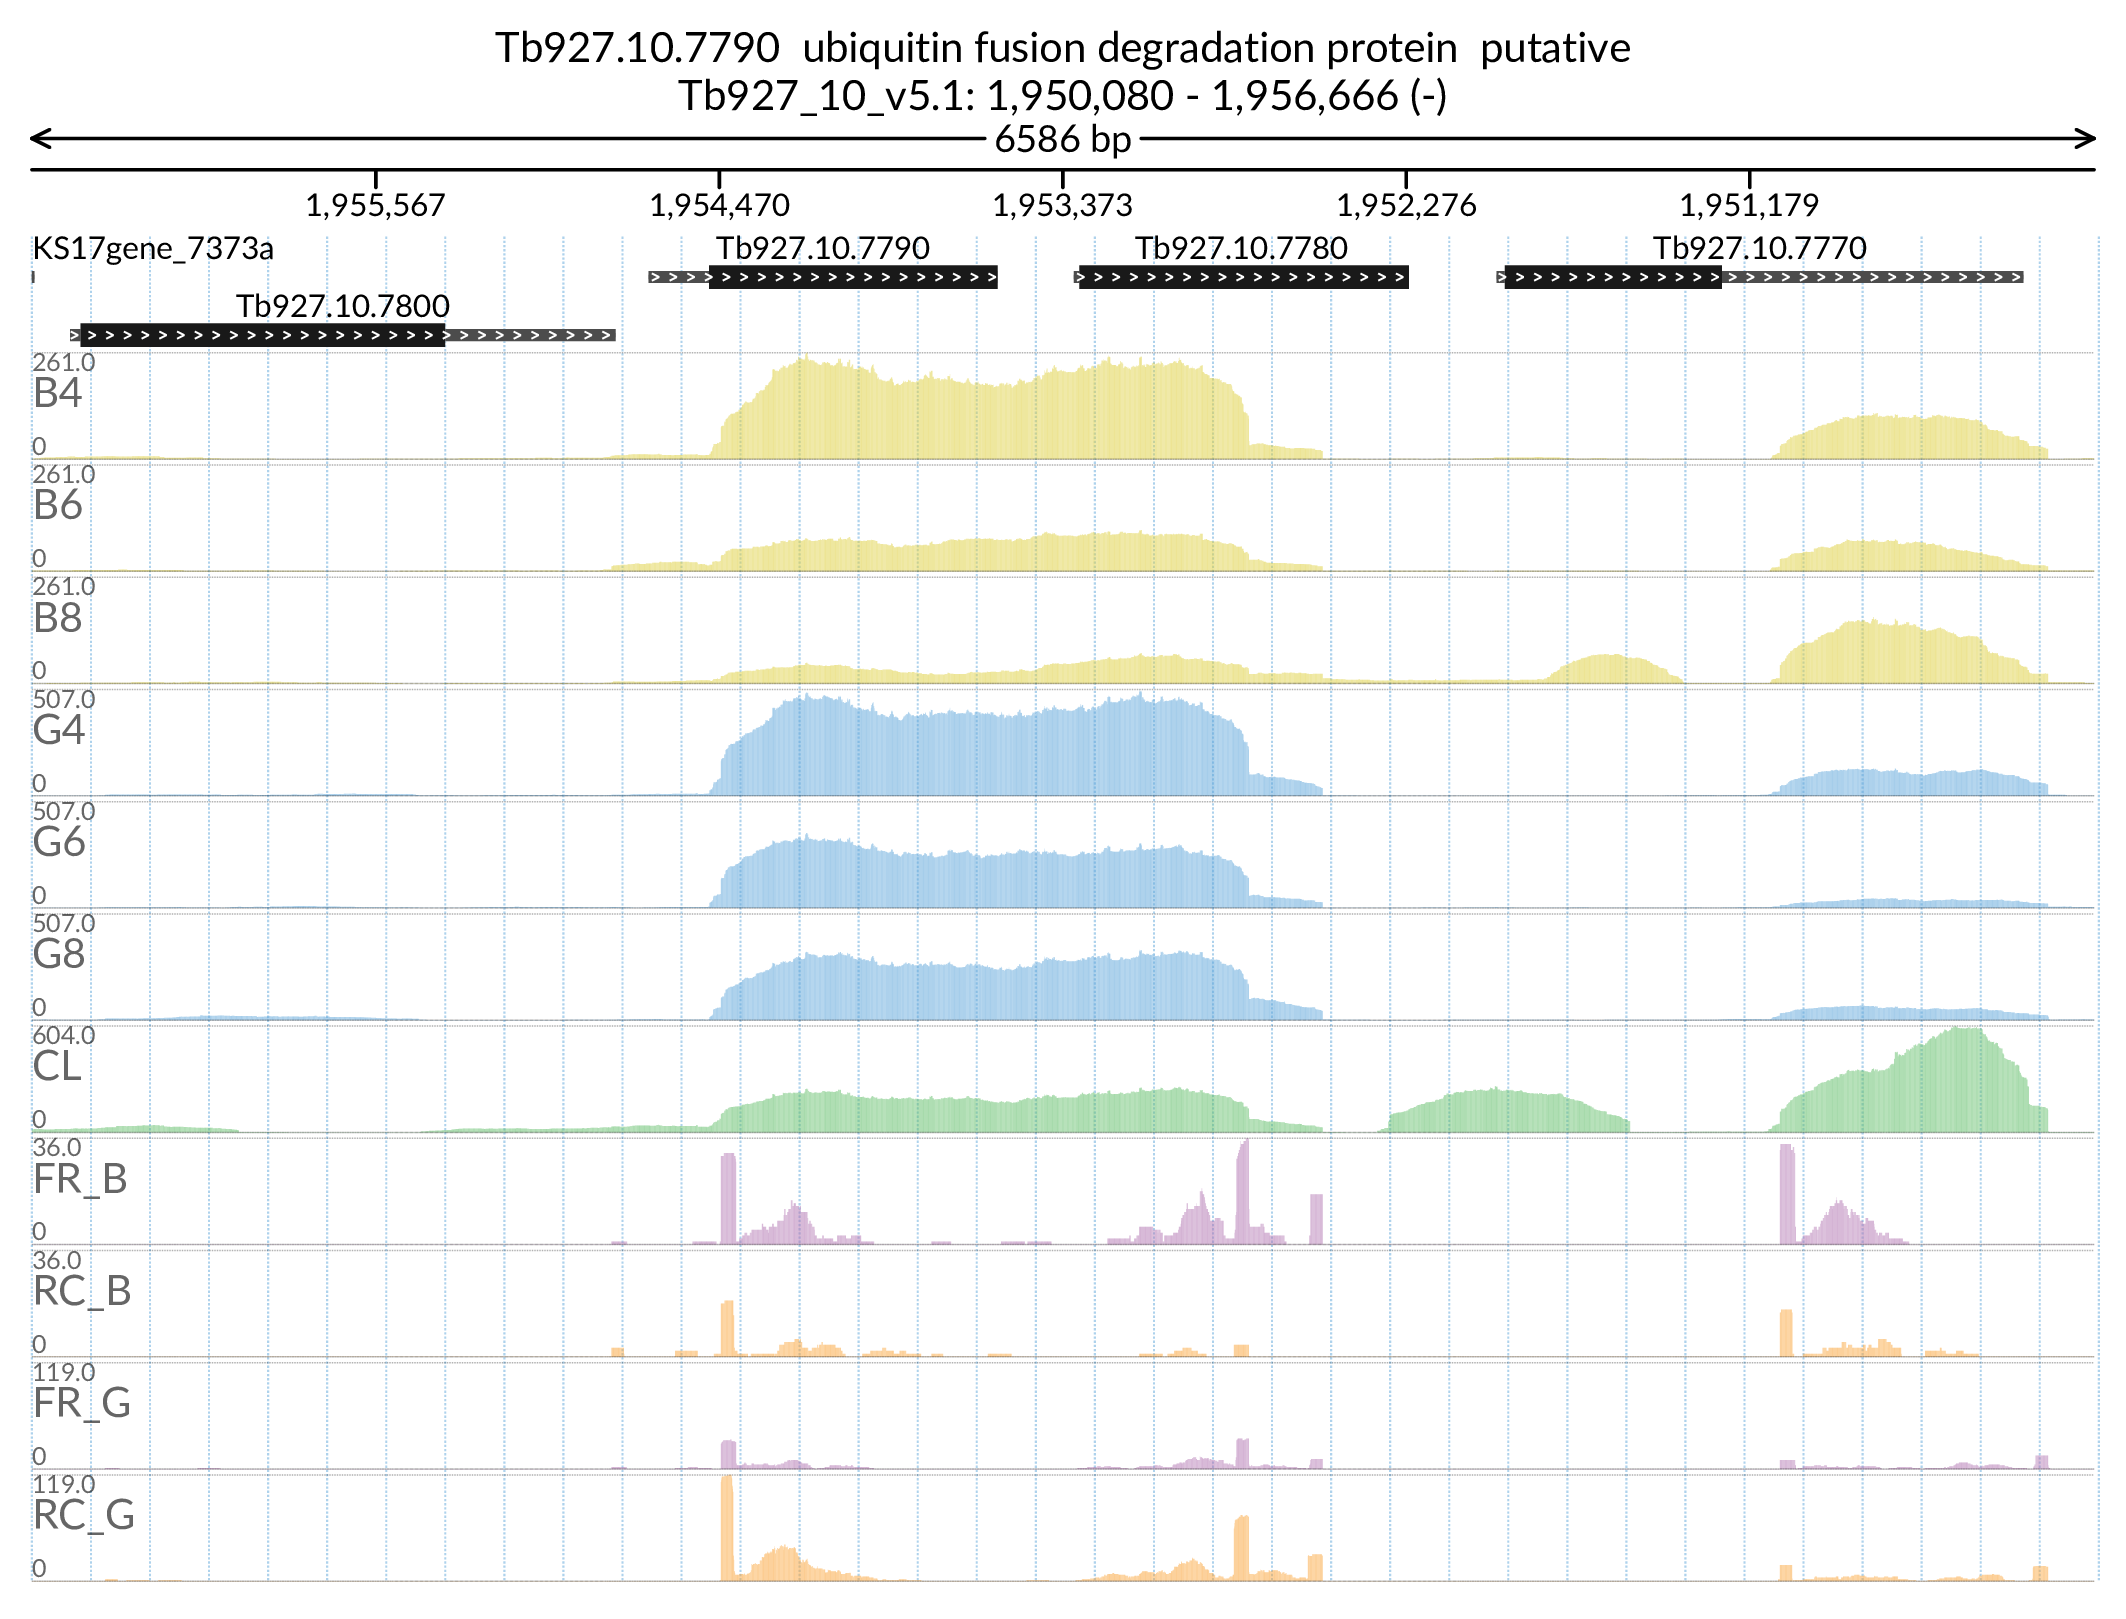 Tb927.10.7790  ubiquitin fusion degradation protein  putative
Tb927_10_v5.1: 1,950,080 - 1,956,666 (-)
6586 bp
1,955,567 1,954,470 1,953,373 1,952,276 1,951,179
KS17gene_7373a Tb927.10.7790 Tb927.10.7780 Tb927.10.7770
Tb927.10.7800
261.0
B4
0
261.0
B6
0
261.0
B8
0
507.0
G4
0
507.0
G6
0
507.0
G8
0
604.0
CL
0
36.0
FR_B
0
36.0
RC_B
0
119.0
FR_G
0
119.0
RC_G
0